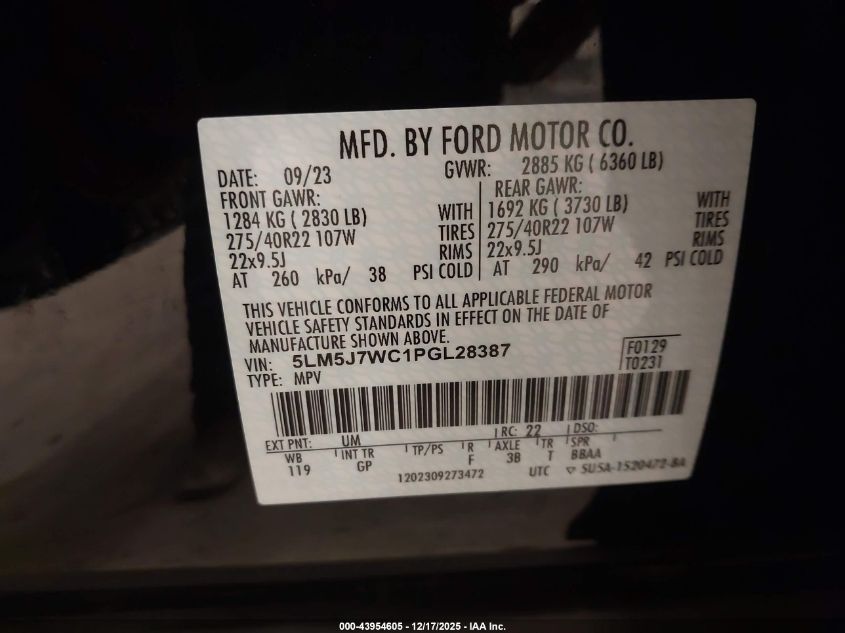 MFD. BY FORD MOTOR CO.
DATE: 09/23 GVWR: 2885 KG ( 6360 LB)
FRONT GAWR:
1284 KG ( 2830 LB) WITH
275/40R22 107W TIRES
22x9.5J RIMS
AT 260 kPa/ 38 PSI COLD
REAR GAWR:
1692 KG ( 3730 LB) WITH
275/40R22 107W TIRES
22x9.5J RIMS
AT 290 kPa/ 42 PSI COLD
THIS VEHICLE CONFORMS TO ALL APPLICABLE FEDERAL MOTOR
VEHICLE SAFETY STANDARDS IN EFFECT ON THE DATE OF
MANUFACTURE SHOWN ABOVE.
VIN: 5LM5J7WC1PGL28387
TYPE: MPV
F0129
T0231
EXT PNT: UM RC: 22 DSO:
WB INT TR TP/PS R AXLE TR SPR
119 GP F 3B T BBAA
1202309273472 UTC ▽ SU5A-1520472-BA
000-43954605 - 12/17/2025 - IAA Inc.